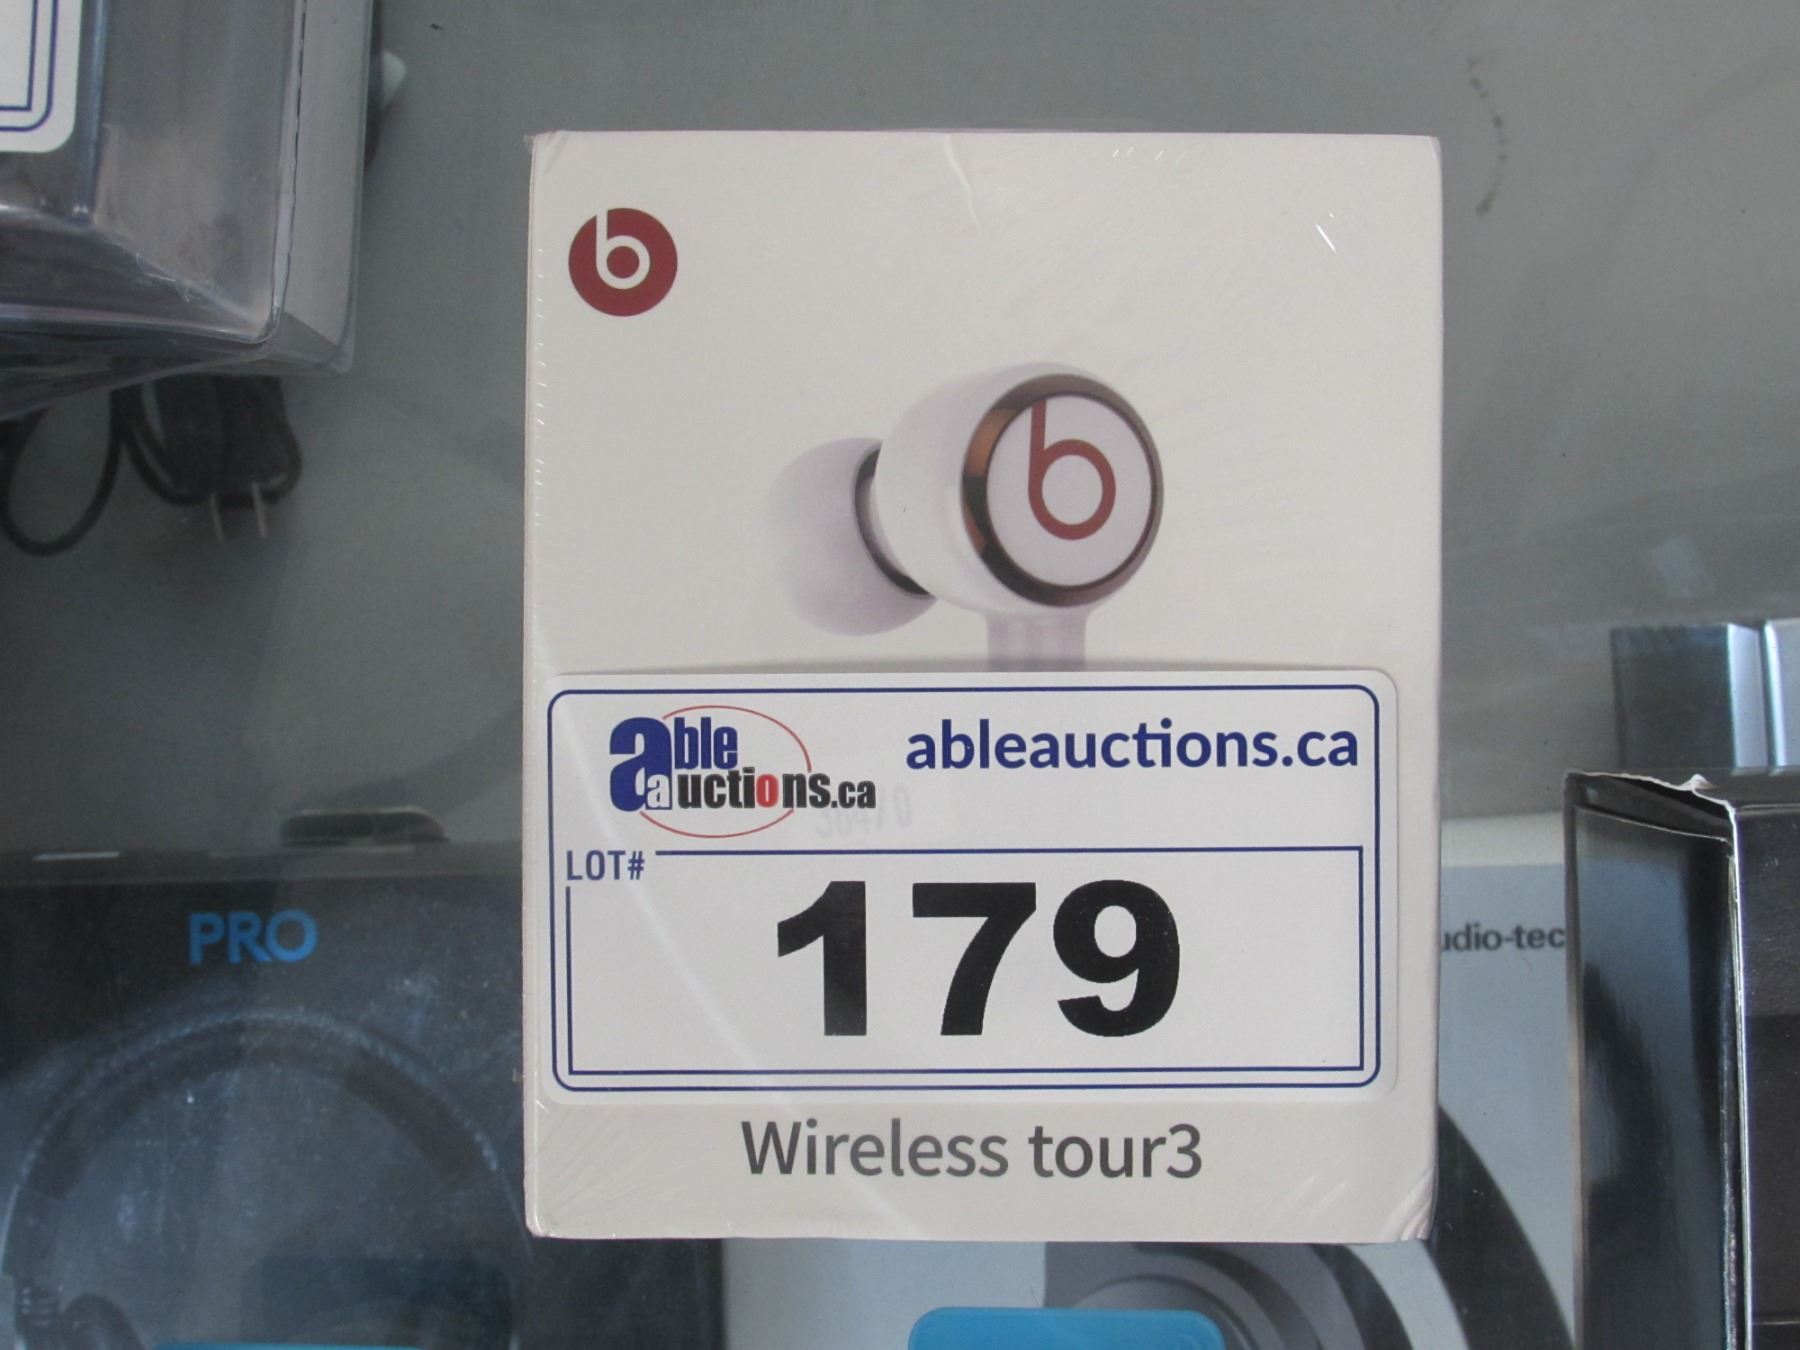 b
b
able
auctions.ca
ableauctions.ca
LOT#
179
PRO
udio-tec
Wireless tour3